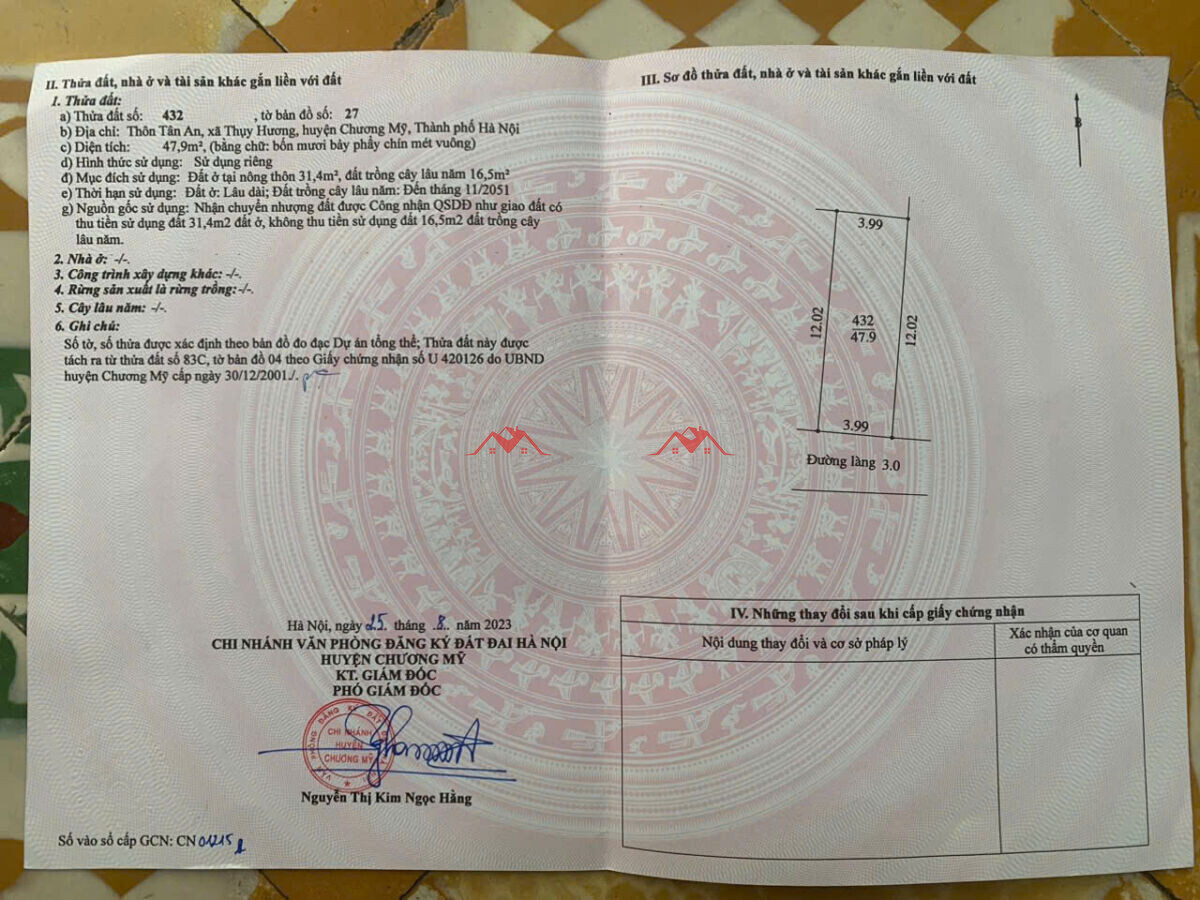 II. Thửa đất, nhà ở và tài sản khác gắn liền với đất
1. Thửa đất:
a) Thửa đất số: 432 , tờ bản đồ số: 27
b) Địa chỉ: Thôn Tân An, xã Thụy Hương, huyện Chương Mỹ, Thành phố Hà Nội
c) Diện tích: 47,9m², (bằng chữ: bốn mươi bảy phẩy chín mét vuông)
d) Hình thức sử dụng: Sử dụng riêng
đ) Mục đích sử dụng: Đất ở tại nông thôn 31,4m², đất trồng cây lâu năm 16,5m²
e) Thời hạn sử dụng: Đất ở: Lâu dài; Đất trồng cây lâu năm: Đến tháng 11/2051
g) Nguồn gốc sử dụng: Nhận chuyển nhượng đất được Công nhận QSDĐ như giao đất có
thu tiền sử dụng đất 31,4m2 đất ở, không thu tiền sử dụng đất 16,5m2 đất trồng cây
lâu năm.
2. Nhà ở: -/-.
3. Công trình xây dựng khác: -/-.
4. Rừng sản xuất là rừng trồng: -/-.
5. Cây lâu năm: -/-.
6. Ghi chú:
Số tờ, số thửa được xác định theo bản đồ đo đạc Dự án tổng thể; Thửa đất này được
tách ra từ thửa đất số 83C, tờ bản đồ 04 theo Giấy chứng nhận số U 420126 do UBND
huyện Chương Mỹ cấp ngày 30/12/2001./.
Hà Nội, ngày 25 tháng 8 năm 2023
CHI NHÁNH VĂN PHÒNG ĐĂNG KÝ ĐẤT ĐAI HÀ NỘI
HUYỆN CHƯƠNG MỸ
KT. GIÁM ĐỐC
PHÓ GIÁM ĐỐC
VĂN PHÒNG ĐĂNG KÝ ĐẤT
CHI NHÁNH
HUYỆN
CHƯƠNG MỸ
Nguyễn Thị Kim Ngọc Hằng
Số vào sổ cấp GCN: CN 01215
III. Sơ đồ thửa đất, nhà ở và tài sản khác gắn liền với đất
B
3.99
12.02
432
47.9
12.02
3.99
Đường làng 3.0
IV. Những thay đổi sau khi cấp giấy chứng nhận
Nội dung thay đổi và cơ sở pháp lý
Xác nhận của cơ quan
có thẩm quyền